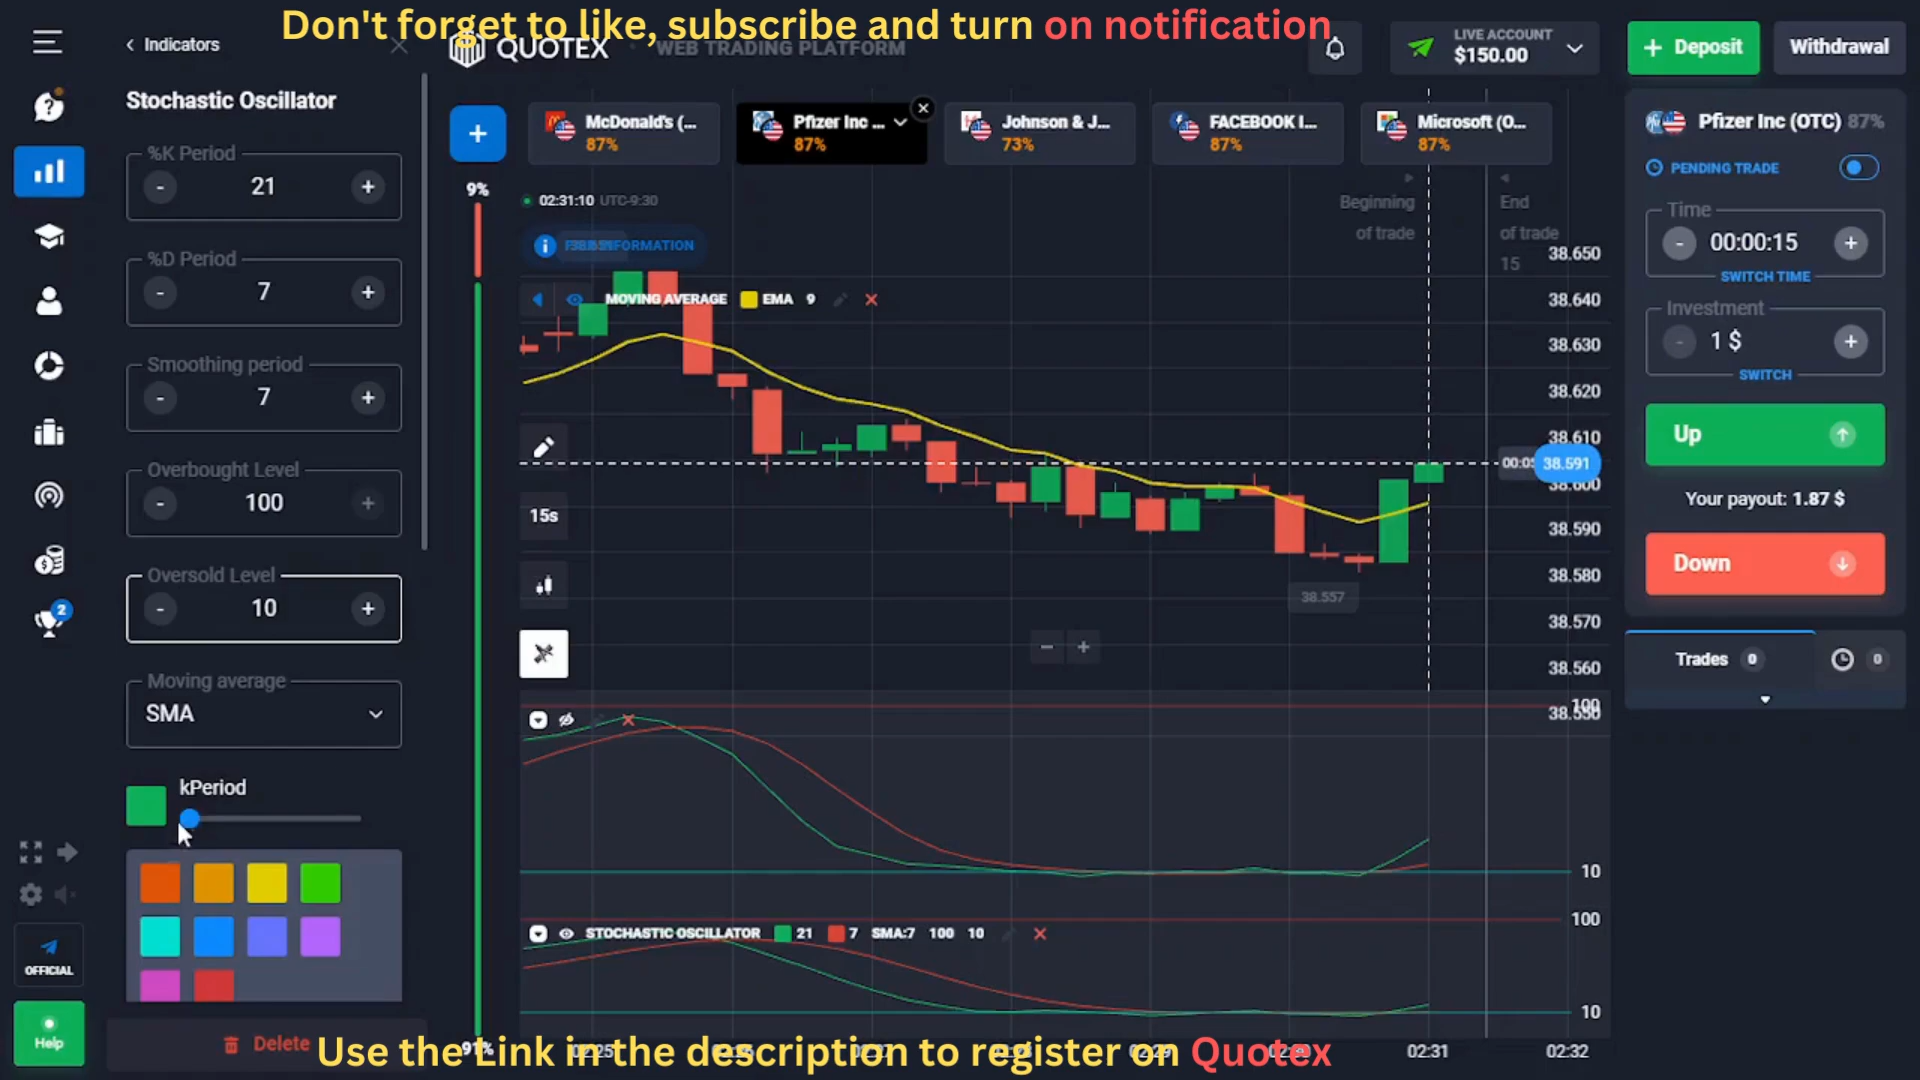 Don't forget to like, subscribe and turn on notification
Indicators
QUOTEX
WEB TRADING PLATFORM
LIVE ACCOUNT
$150.00
+ Deposit
Withdrawal
Stochastic Oscillator
%K Period
- 21 +
%D Period
- 7 +
Smoothing period
- 7 +
Overbought Level
- 100 +
Oversold Level
- 10 +
Moving average
SMA
kPeriod
Delete
2
OFFICIAL
Help
+
McDonald's (...
87%
Pfizer Inc ...
87%
Johnson & J...
73%
FACEBOOK I...
87%
Microsoft (O...
87%
9%
02:31:10 UTC-9:30
INFORMATION
MOVING AVERAGE EMA 9
Beginning
of trade
End
of trade
15
38.650
38.640
38.630
38.620
38.610
38.591
38.600
38.590
38.580
38.570
38.560
38.550
38.557
15s
- +
100
10
100
STOCHASTIC OSCILLATOR 21 7 SMA:7 100 10
10
91%
02:31
02:32
Pfizer Inc (OTC) 87%
PENDING TRADE
Time
- 00:00:15 +
SWITCH TIME
Investment
- 1 $ +
SWITCH
Up
Your payout: 1.87 $
Down
Trades 0
0
Use the Link in the description to register on Quotex